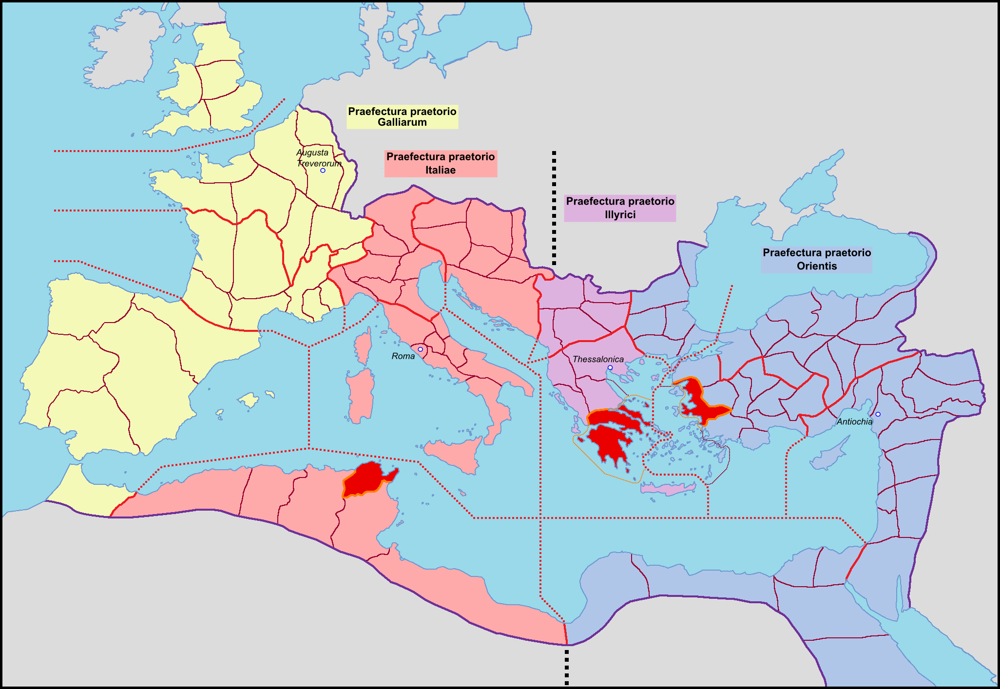 Praefectura praetorio
Galliarum
Augusta
Treverorum
Praefectura praetorio
Italiae
Praefectura praetorio
Illyrici
Praefectura praetorio
Orientis
Roma
Thessalonica
Antiochia